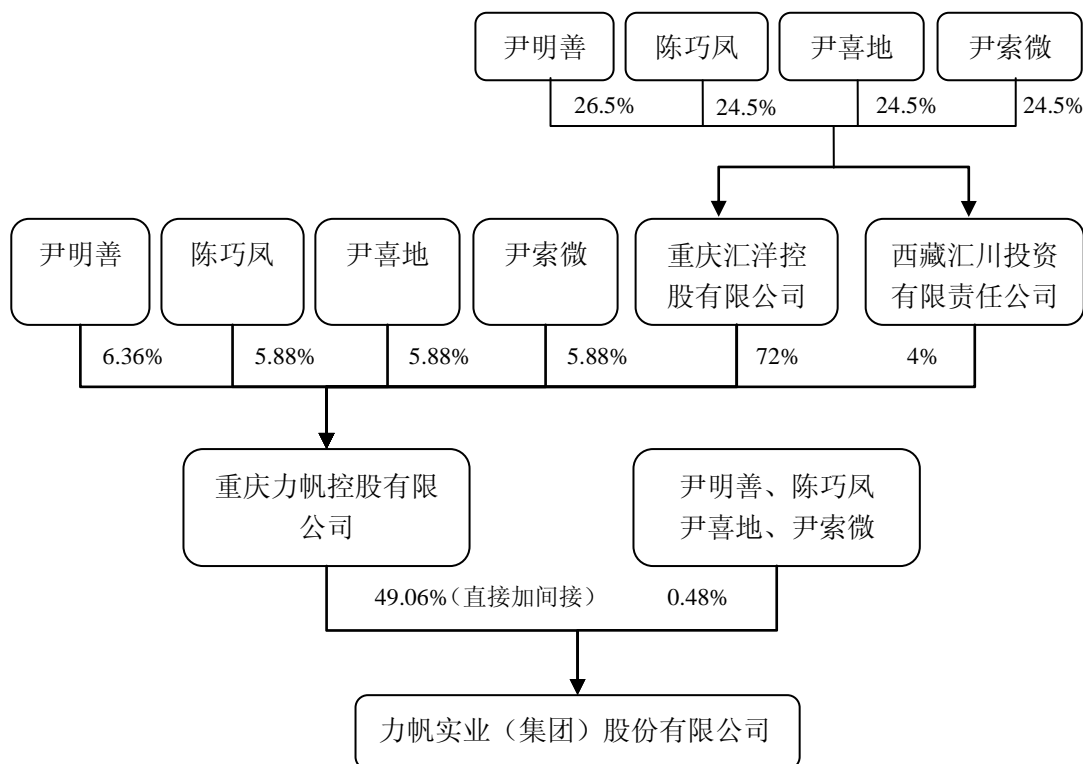 尹明善
陈巧凤
尹喜地
尹索微
26.5%
24.5%
24.5%
24.5%
尹明善
陈巧凤
尹喜地
尹索微
重庆汇洋控
股有限公司
西藏汇川投资
有限责任公司
6.36%
5.88%
5.88%
5.88%
72%
4%
重庆力帆控股有限
公司
尹明善、陈巧凤
尹喜地、尹索微
49.06%（直接加间接）
0.48%
力帆实业（集团）股份有限公司